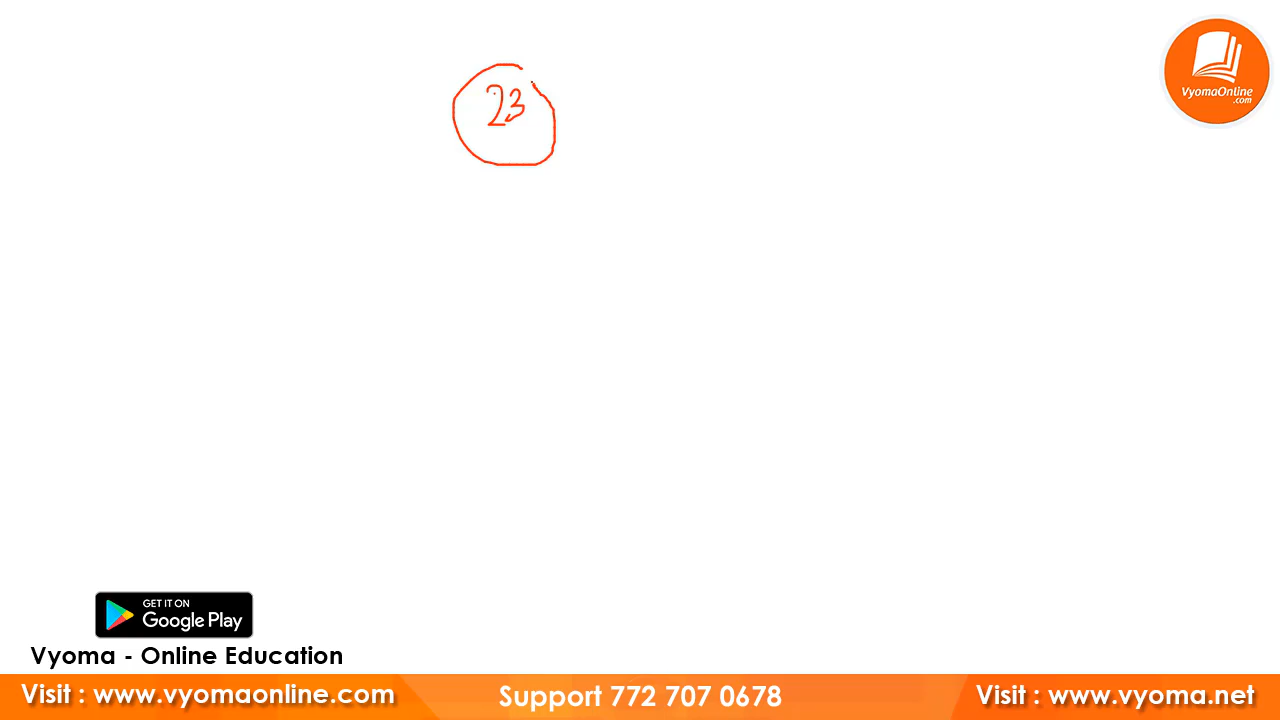 23
VyomaOnline
.com
GET IT ON
Google Play
Vyoma - Online Education
Visit : www.vyomaonline.com
Support 772 707 0678
Visit : www.vyoma.net